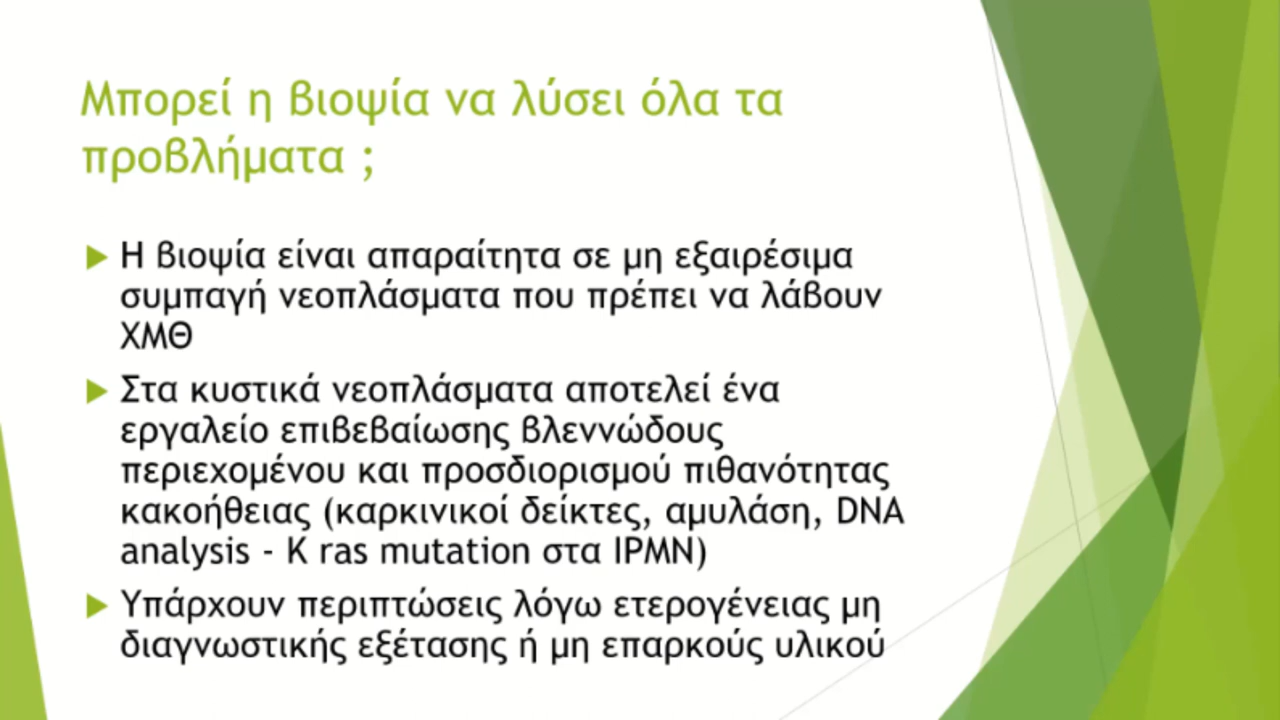 Μπορεί η βιοψία να λύσει όλα τα
προβλήματα ;
Η βιοψία είναι απαραίτητα σε μη εξαιρέσιμα
συμπαγή νεοπλάσματα που πρέπει να λάβουν
ΧΜΘ
Στα κυστικά νεοπλάσματα αποτελεί ένα
εργαλείο επιβεβαίωσης βλεννώδους
περιεχομένου και προσδιορισμού πιθανότητας
κακοήθειας (καρκινικοί δείκτες, αμυλάση, DNA
analysis - K ras mutation στα IPMN)
Υπάρχουν περιπτώσεις λόγω ετερογένειας μη
διαγνωστικής εξέτασης ή μη επαρκούς υλικού